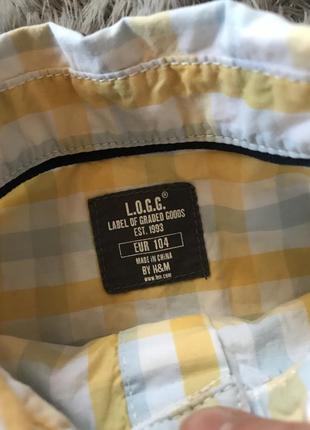 L.O.G.G.®
LABEL OF GRADED GOODS
EST. 1993
EUR 104
MADE IN CHINA
BY H&M
www.hm.com